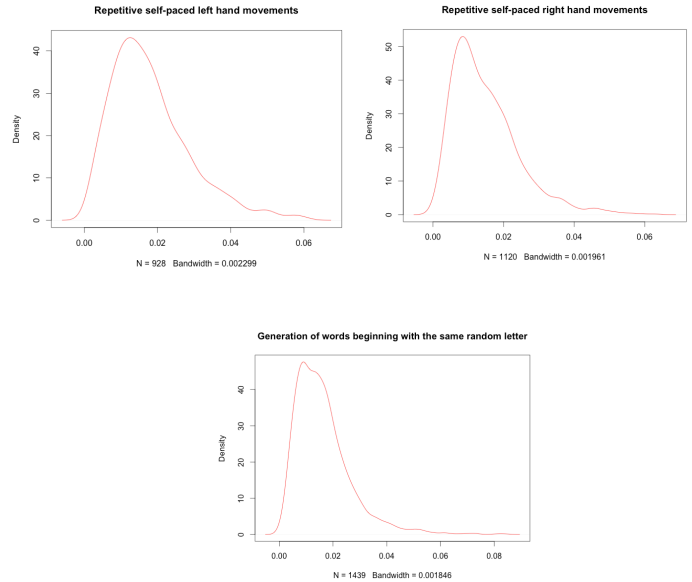 Repetitive self-paced left hand movements
Density
0
10
20
30
40
0.00 0.02 0.04 0.06
N = 928 Bandwidth = 0.002299
Repetitive self-paced right hand movements
Density
0
10
20
30
40
50
0.00 0.02 0.04 0.06
N = 1120 Bandwidth = 0.001961
Generation of words beginning with the same random letter
Density
0
10
20
30
40
0.00 0.02 0.04 0.06 0.08
N = 1439 Bandwidth = 0.001846